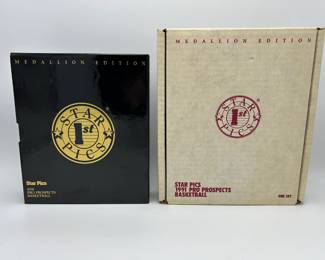 MEDALLION EDITION
STAR
1st
PICS
Star Pics
PRO PROSPECTS
BASKETBALL
MEDALLION EDITION
STAR
1st
PICS
STAR PICS
1991 PRO PROSPECTS
BASKETBALL
ONE SET